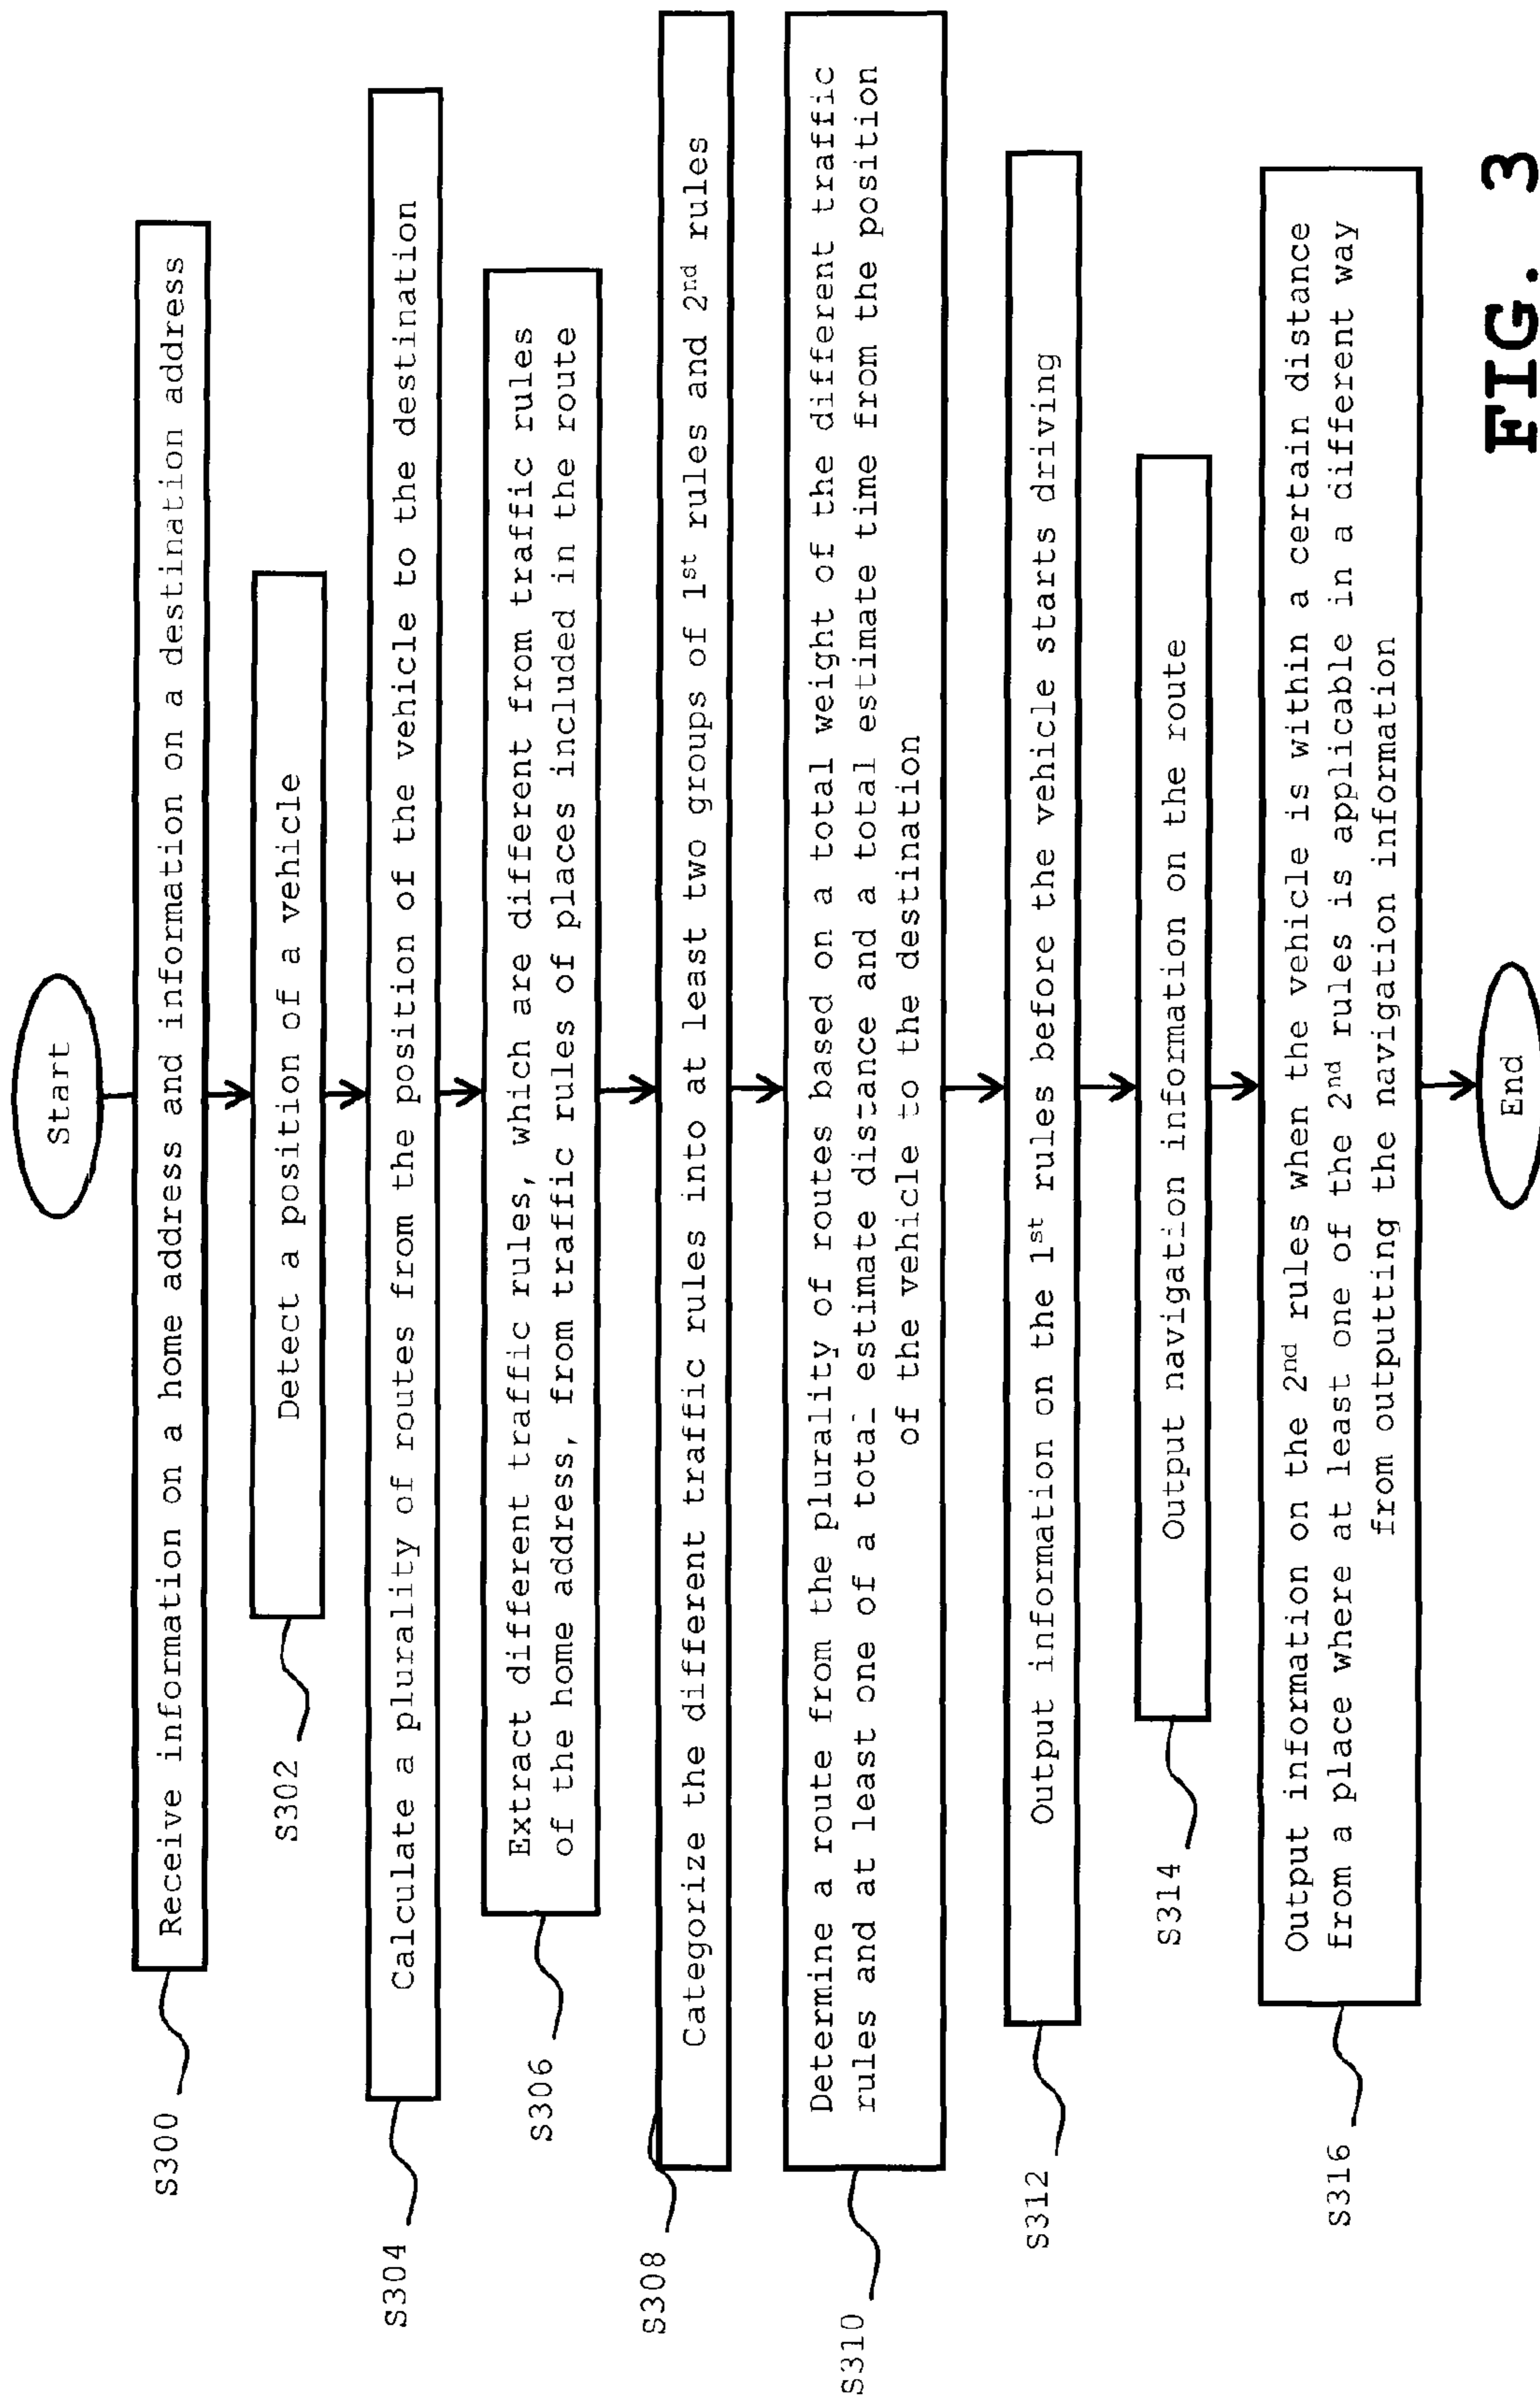 Start
S300
Receive information on a home address and information on a destination address
S302
Detect a position of a vehicle
S304
Calculate a plurality of routes from the position of the vehicle to the destination
S306
Extract different traffic rules, which are different from traffic rules
of the home address, from traffic rules of places included in the route
S308
Categorize the different traffic rules into at least two groups of 1st rules and 2nd rules
S310
Determine a route from the plurality of routes based on a total weight of the different traffic
rules and at least one of a total estimate distance and a total estimate time from the position
of the vehicle to the destination
S312
Output information on the 1st rules before the vehicle starts driving
S314
Output navigation information on the route
S316
Output information on the 2nd rules when the vehicle is within a certain distance
from a place where at least one of the 2nd rules is applicable in a different way
from outputting the navigation information
End
FIG. 3